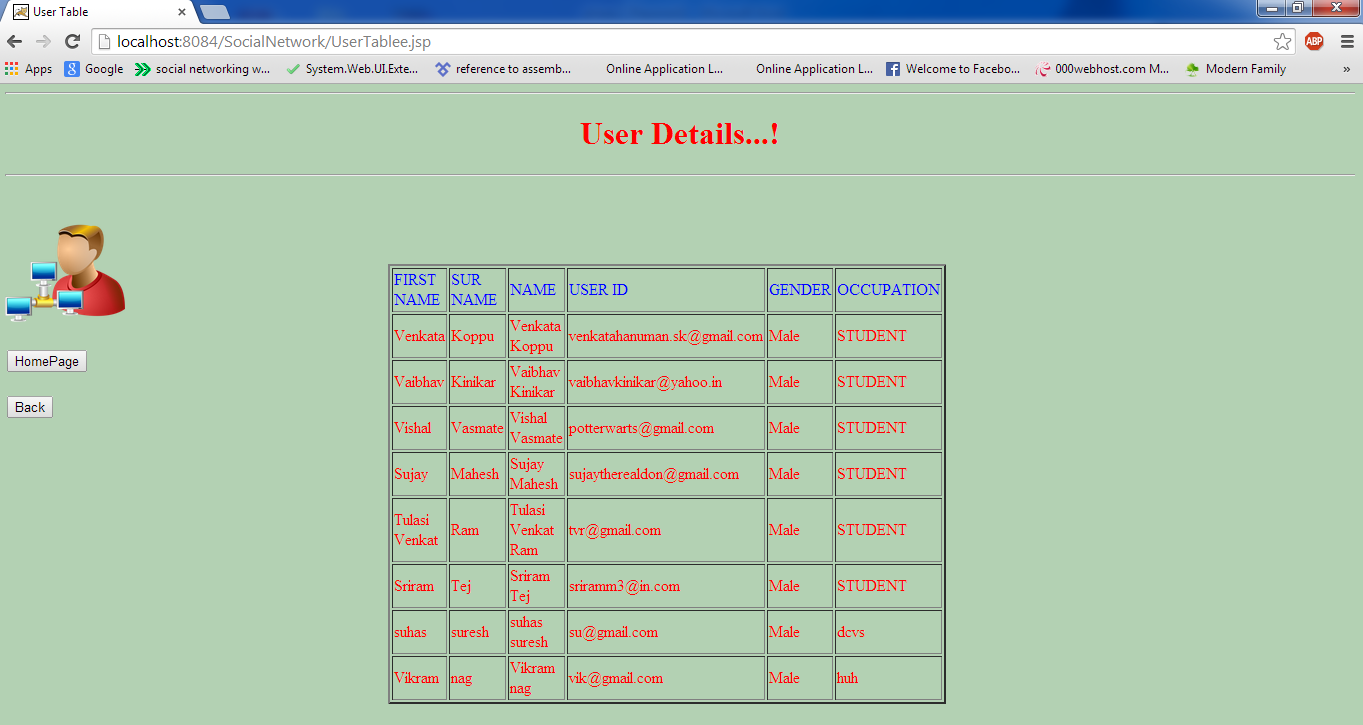 User Table
localhost:8084/SocialNetwork/UserTablee.jsp
ABP
Apps
Google
social networking w...
System.Web.UI.Exte...
reference to assemb...
Online Application L...
Online Application L...
Welcome to Facebo...
000webhost.com M...
Modern Family
»
User Details...!
HomePage
Back
FIRST NAME SUR NAME NAME USER ID GENDER OCCUPATION
Venkata Koppu Venkata Koppu venkatahanuman.sk@gmail.com Male STUDENT
Vaibhav Kinikar Vaibhav Kinikar vaibhavkinikar@yahoo.in Male STUDENT
Vishal Vasmate Vishal Vasmate potterwarts@gmail.com Male STUDENT
Sujay Mahesh Sujay Mahesh sujaytherealdon@gmail.com Male STUDENT
Tulasi Venkat Ram Tulasi Venkat Ram tvr@gmail.com Male STUDENT
Sriram Tej Sriram Tej sriramm3@in.com Male STUDENT
suhas suresh suhas suresh su@gmail.com Male dcvs
Vikram nag Vikram nag vik@gmail.com Male huh